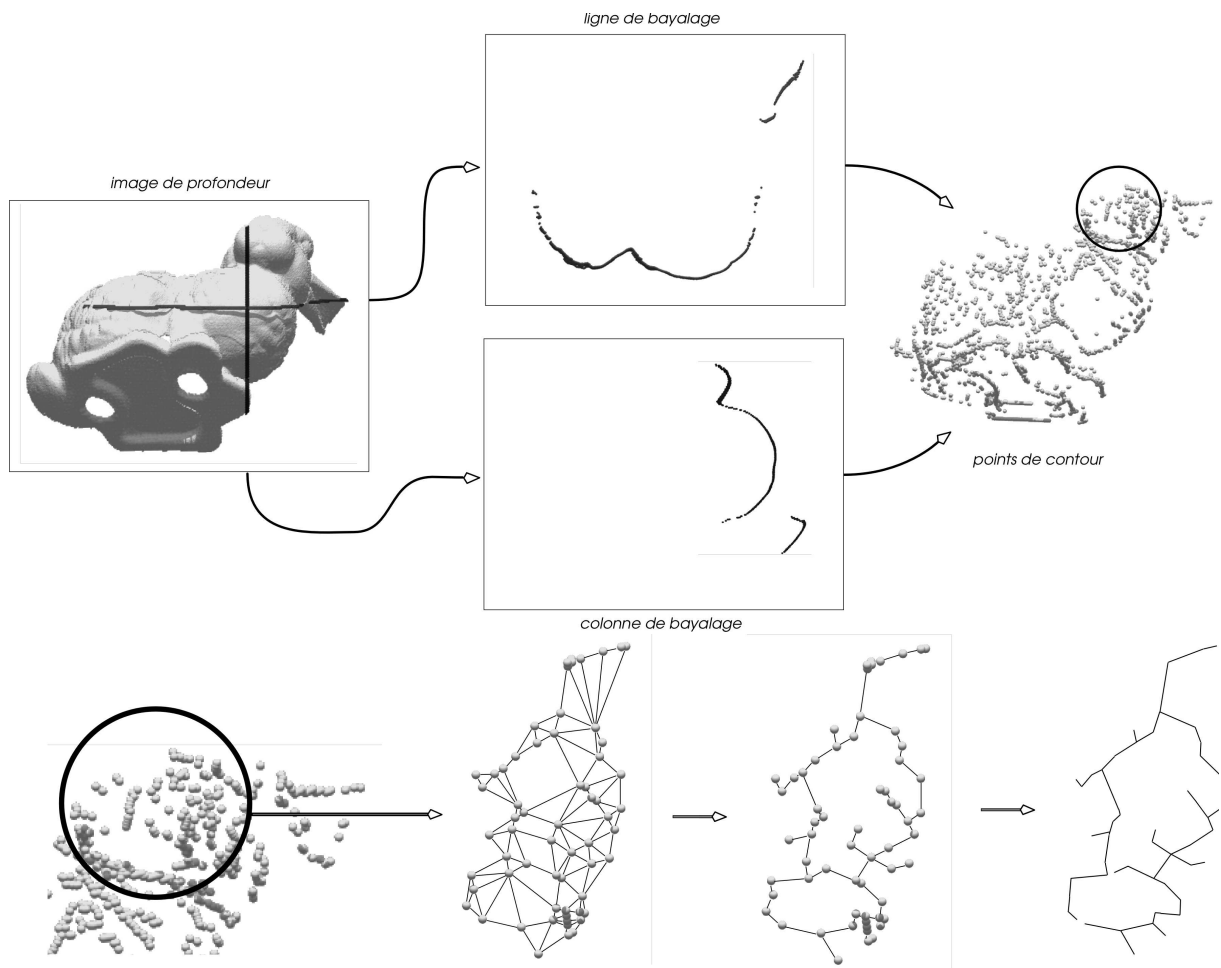 ligne de bayalage
image de profondeur
points de contour
colonne de bayalage